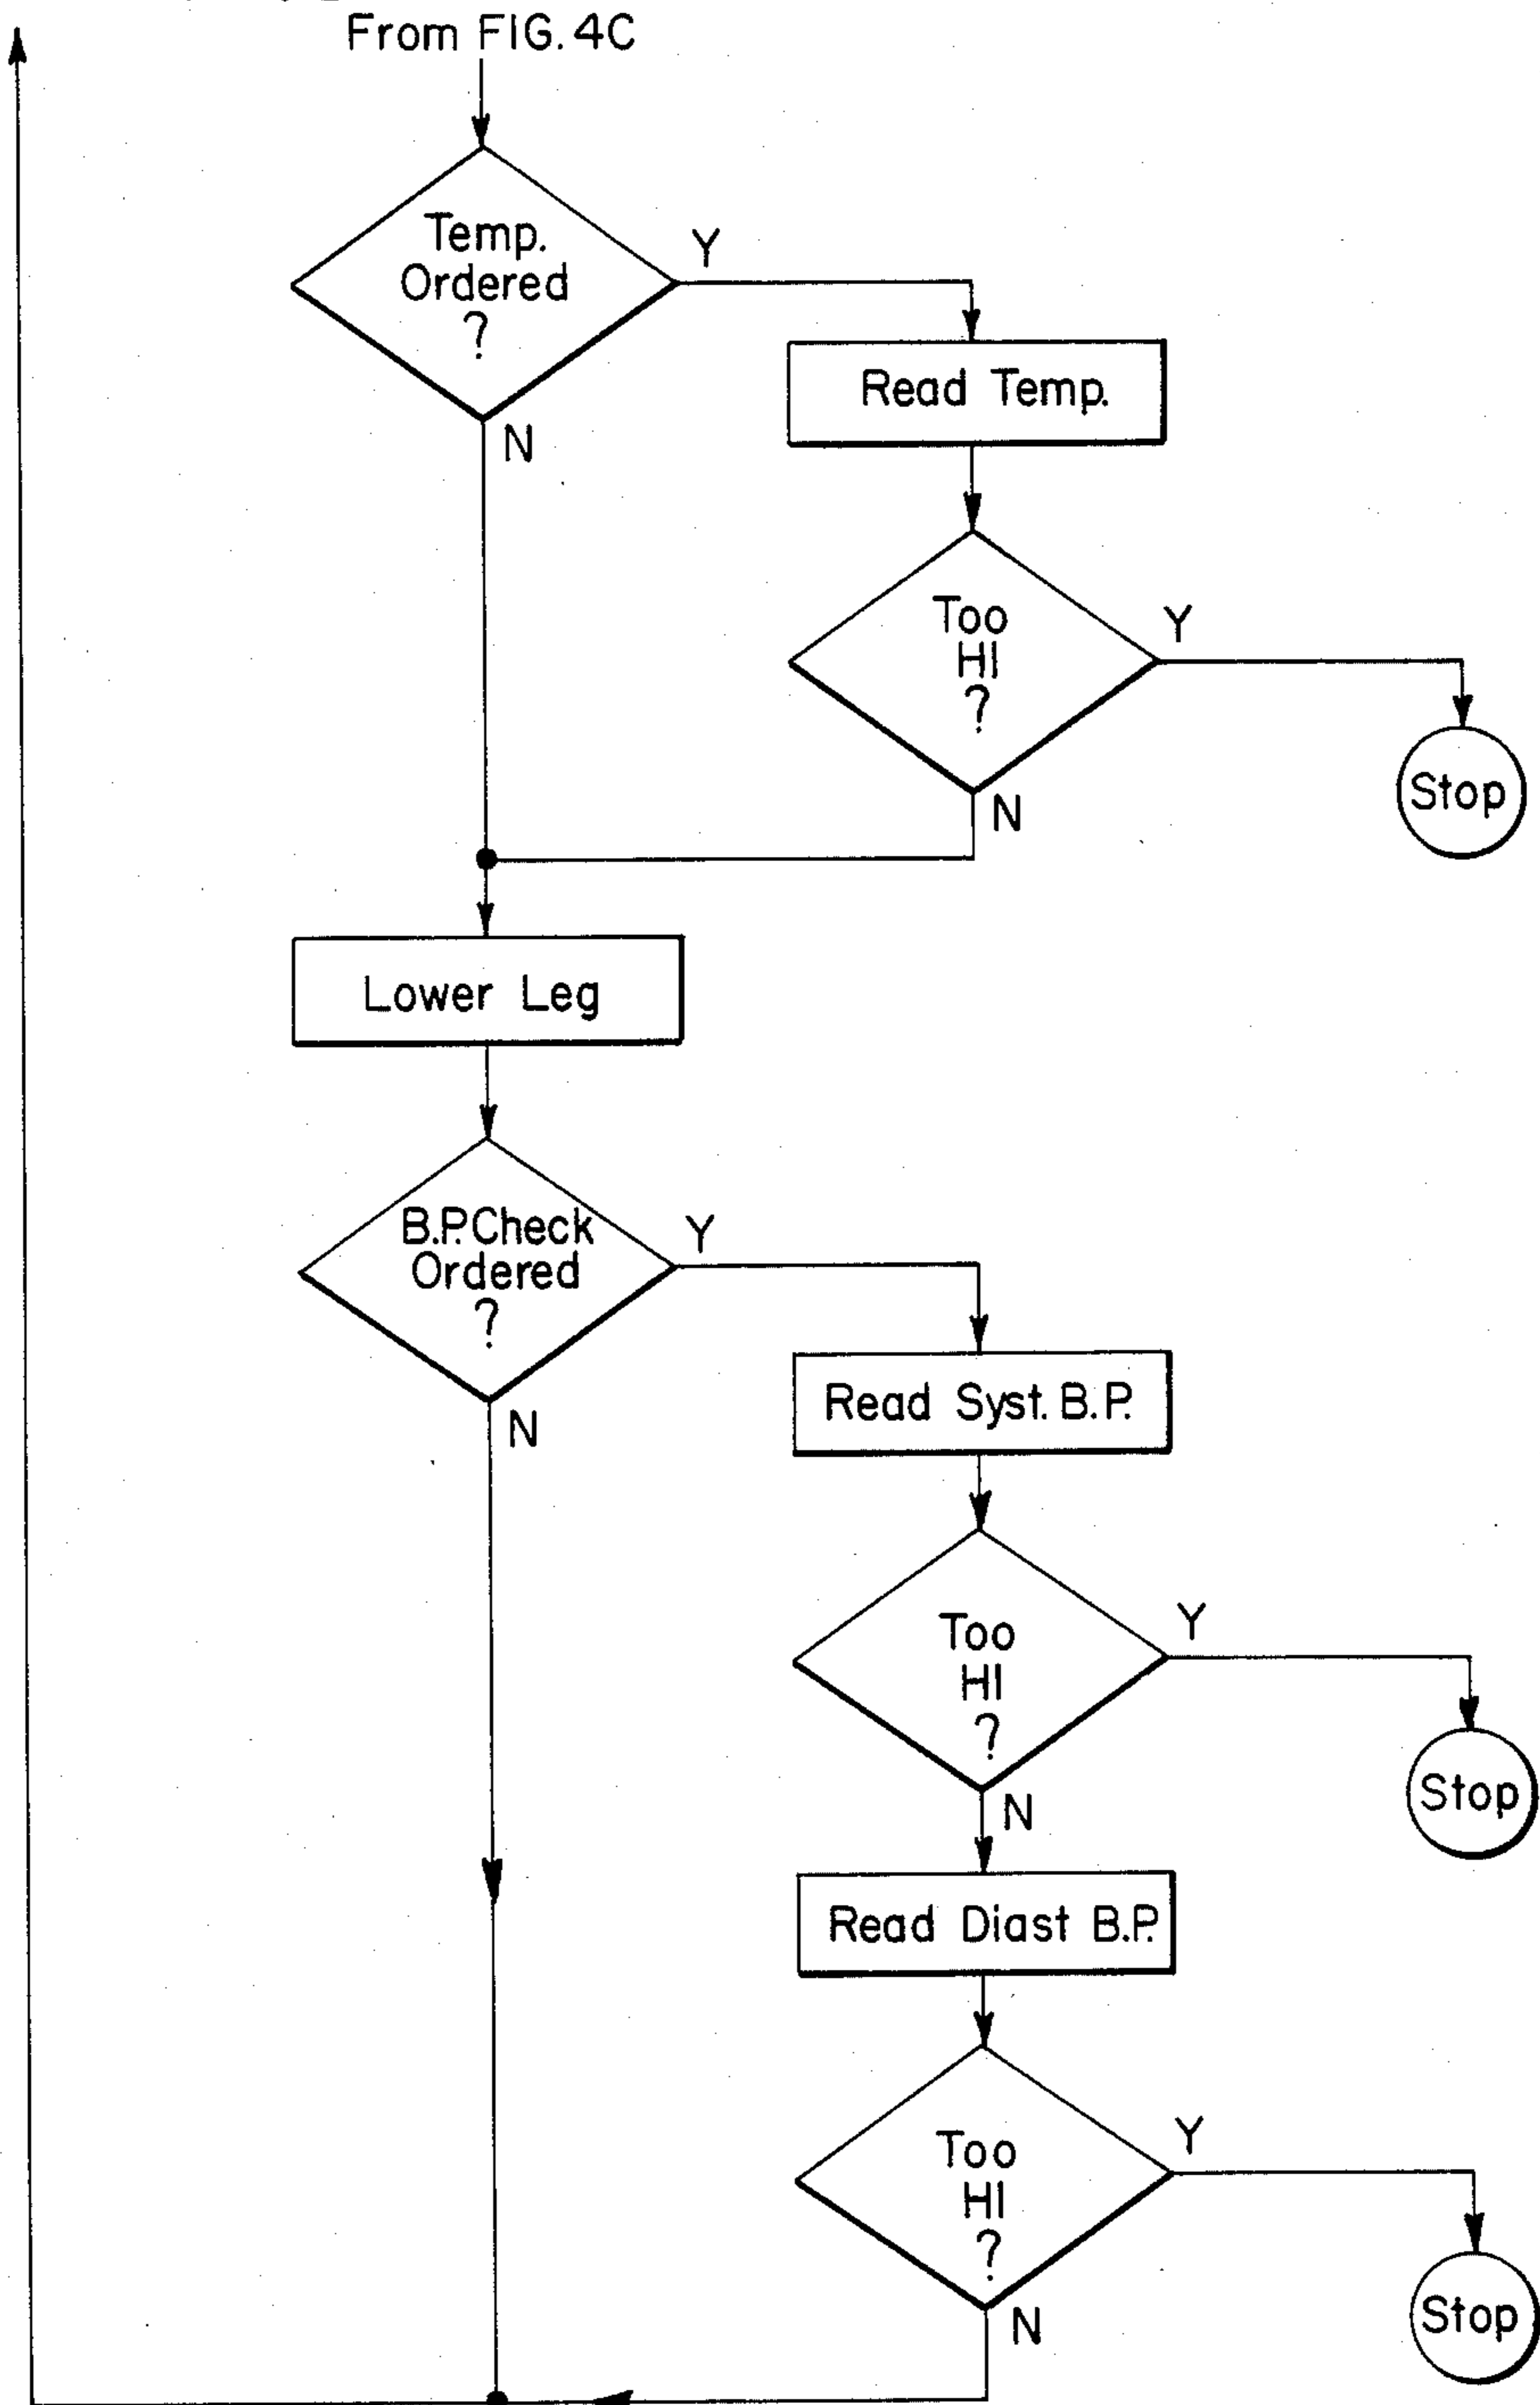 From FIG. 4C
Temp.
Ordered
?
Y
N
Read Temp.
Too
HI
?
Y
N
Stop
Lower Leg
B.P. Check
Ordered
?
Y
N
Read Syst. B.P.
Too
HI
?
Y
N
Stop
Read Diast B.P.
Too
HI
?
Y
N
Stop